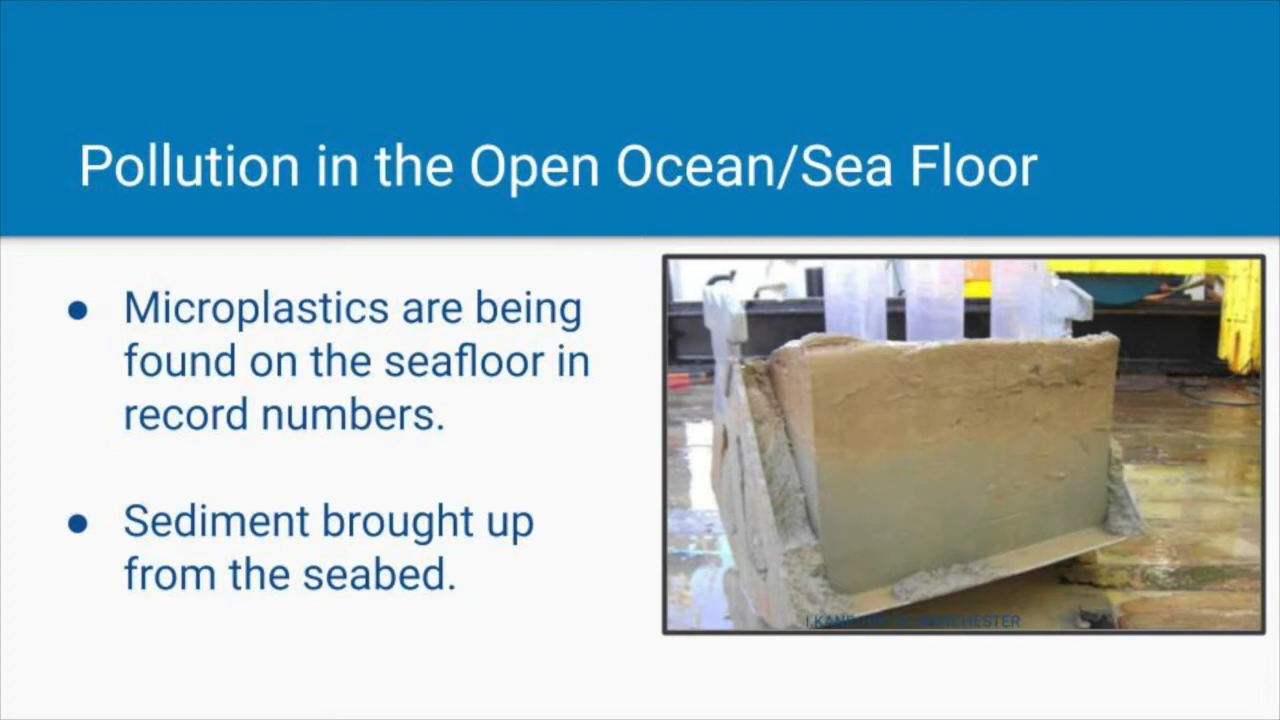 Pollution in the Open Ocean/Sea Floor
● Microplastics are being
found on the seafloor in
record numbers.
● Sediment brought up
from the seabed.